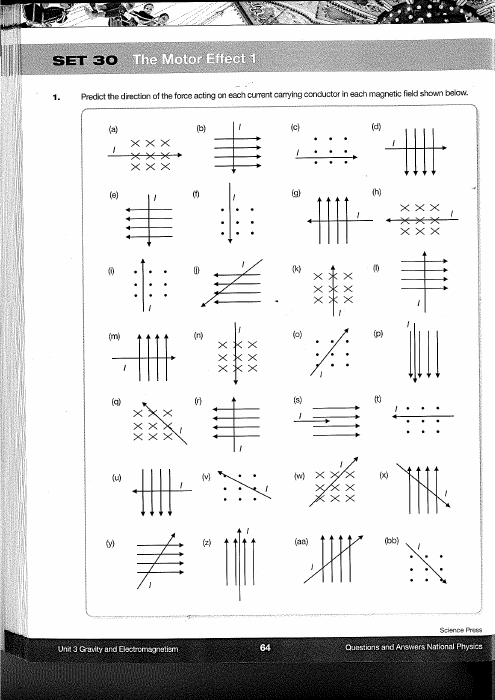 SET 30 The Motor Effect 1
1. Predict the direction of the force acting on each current carrying conductor in each magnetic field shown below.
(a) I (b) I (c) I (d) I
(e) I (f) I (g) I (h) I
(i) I (j) I (k) I (l) I
(m) I (n) I (o) I (p) I
(q) I (r) I (s) I (t) I
(u) I (v) I (w) I (x) I
(y) I (z) I (aa) I (bb) I
Science Press
Unit 3 Gravity and Electromagnetism 64 Questions and Answers National Physics